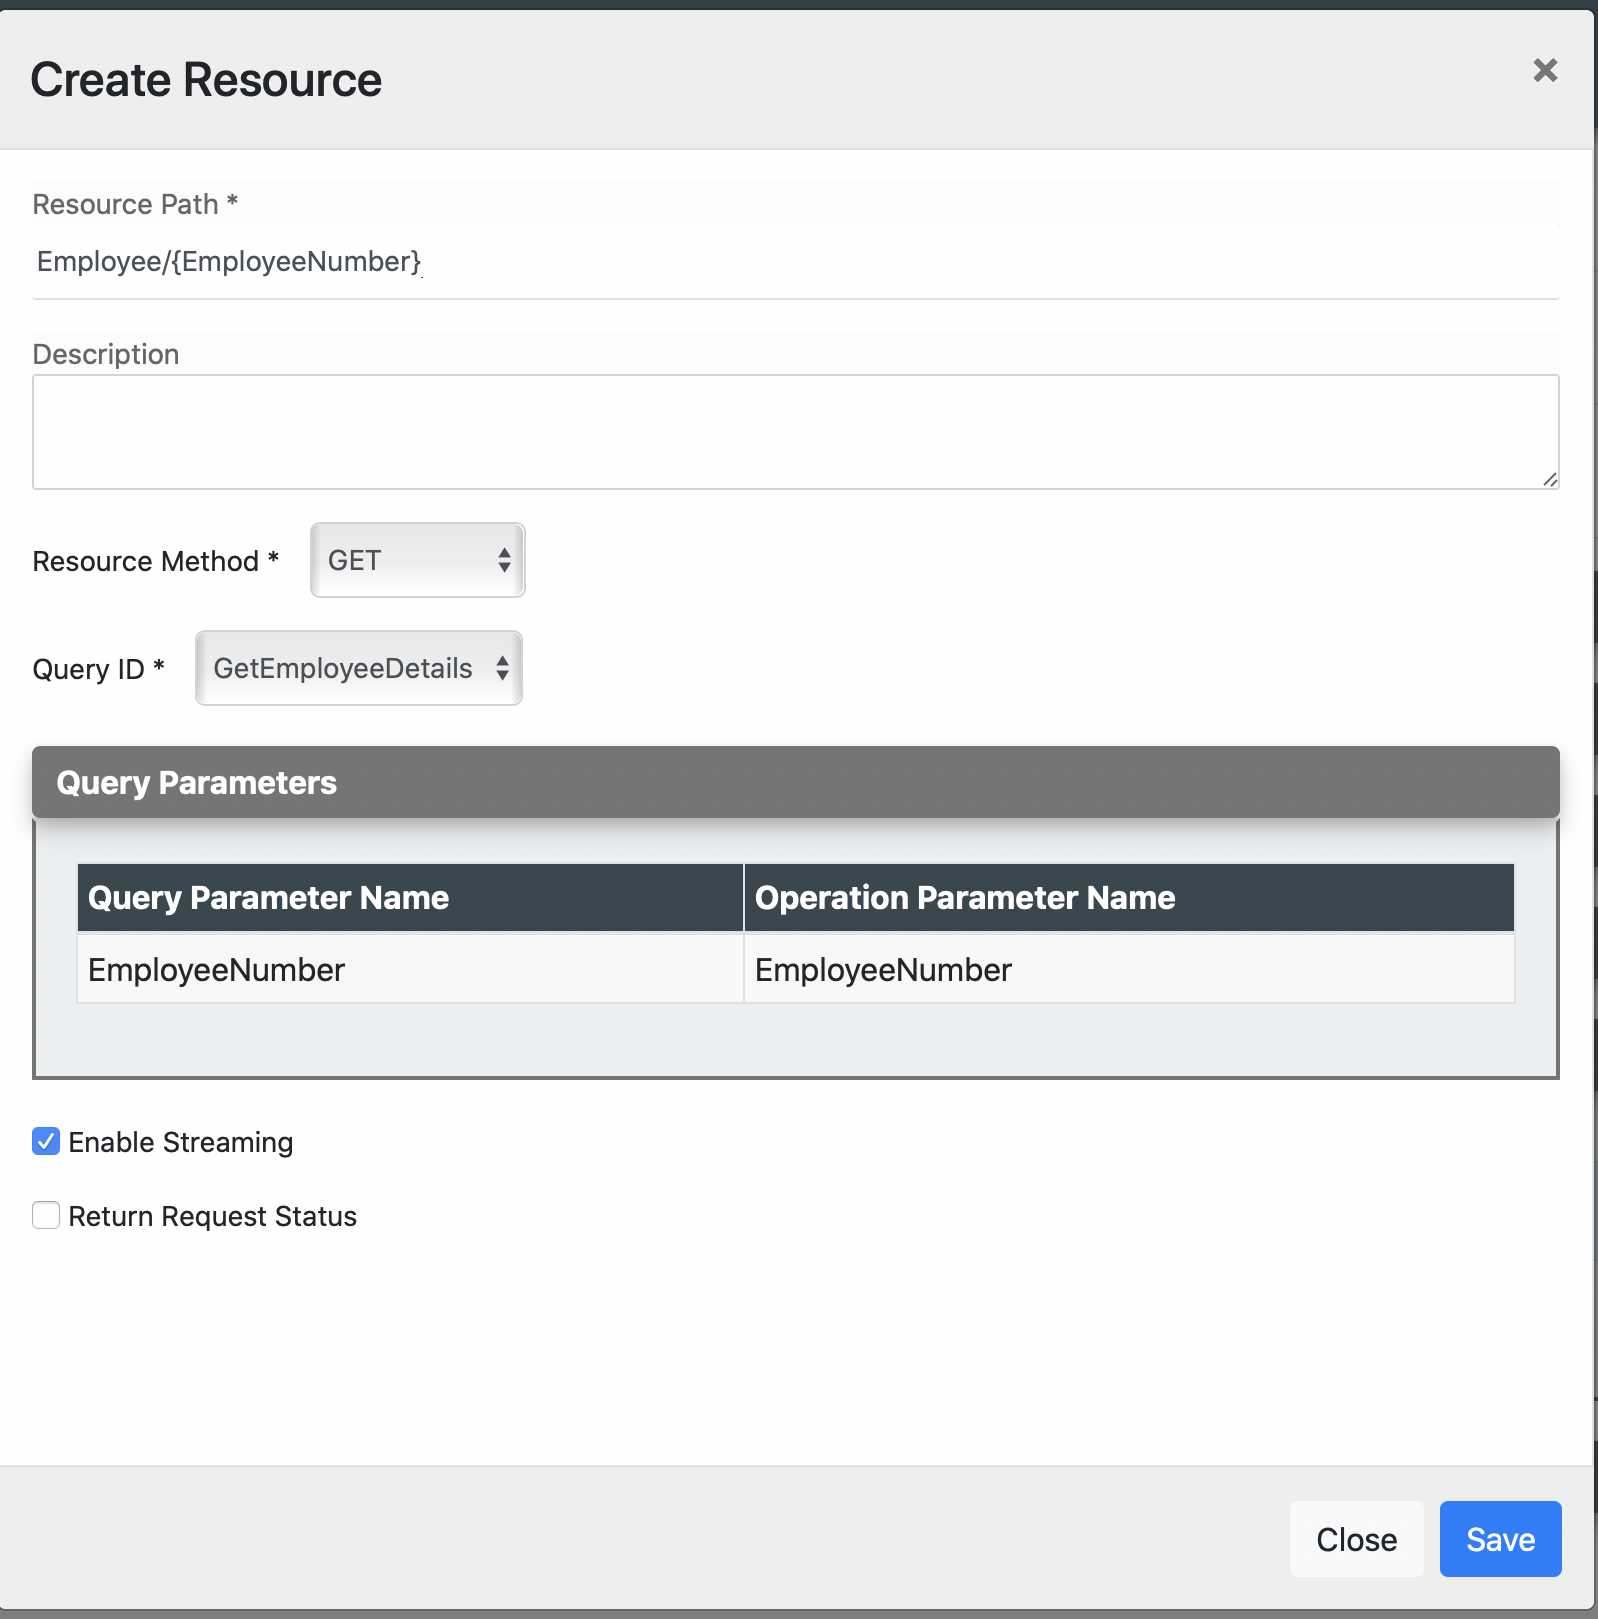 Create Resource
Resource Path *
Employee/{EmployeeNumber}
Description
Resource Method * GET
Query ID * GetEmployeeDetails
Query Parameters
Query Parameter Name Operation Parameter Name
EmployeeNumber EmployeeNumber
Enable Streaming
Return Request Status
Close Save